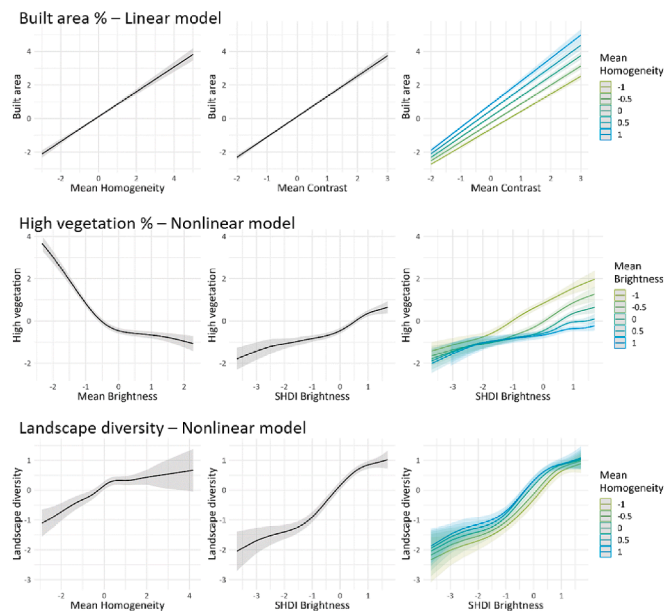 Built area % – Linear model
Built area
4
2
0
-2
-2 0 2 4
Mean Homogeneity
Built area
4
2
0
-2
-2 -1 0 1 2 3
Mean Contrast
Built area
4
2
0
-2
-2 -1 0 1 2 3
Mean Contrast
Mean
Homogeneity
-1
-0.5
0
0.5
1
High vegetation % – Nonlinear model
High vegetation
4
2
0
-2
-2 -1 0 1 2
Mean Brightness
High vegetation
4
2
0
-2
-3 -2 -1 0 1
SHDI Brightness
High vegetation
4
2
0
-2
-3 -2 -1 0 1
SHDI Brightness
Mean
Brightness
-1
-0.5
0
0.5
1
Landscape diversity – Nonlinear model
Landscape diversity
1
0
-1
-2
-3
-2 0 2 4
Mean Homogeneity
Landscape diversity
1
0
-1
-2
-3
-3 -2 -1 0 1
SHDI Brightness
Landscape diversity
1
0
-1
-2
-3
-3 -2 -1 0 1
SHDI Brightness
Mean
Homogeneity
-1
-0.5
0
0.5
1